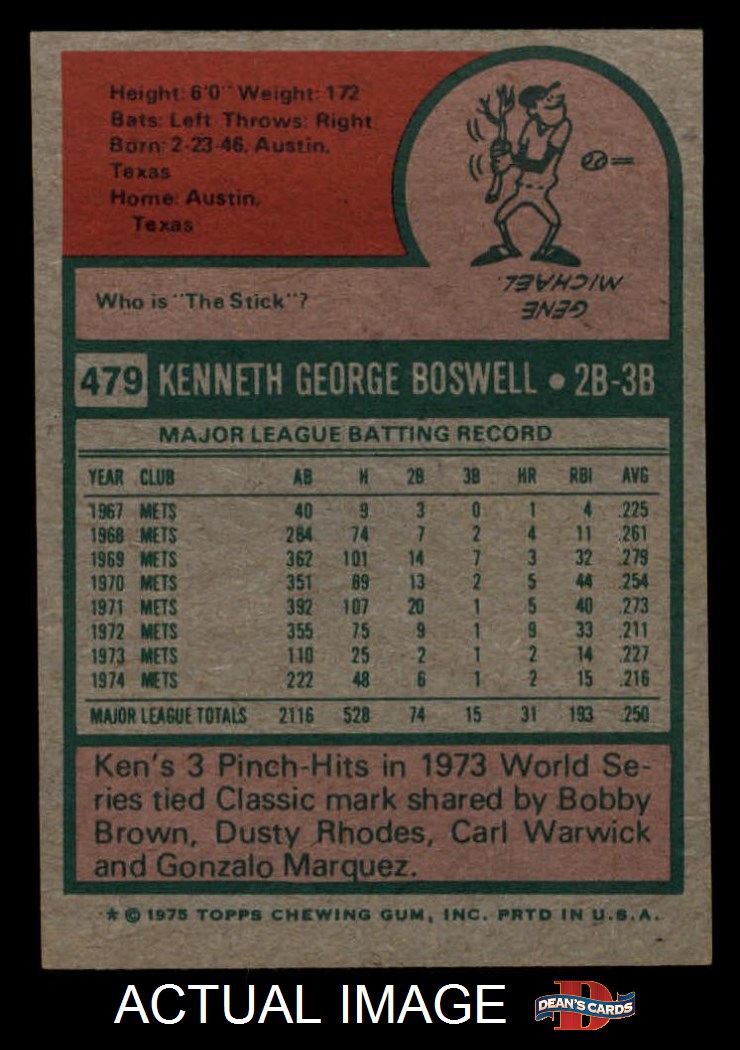 Height: 6'0" Weight: 172
Bats: Left Throws: Right
Born: 2-23-46, Austin,
Texas
Home: Austin,
Texas
Who is "The Stick"?
GENE
MICHAEL
479 KENNETH GEORGE BOSWELL • 2B-3B
MAJOR LEAGUE BATTING RECORD
YEAR CLUB AB H 2B 3B HR RBI AVG
1967 METS 40 9 3 0 1 4 .225
1968 METS 284 74 7 2 4 11 .261
1969 METS 362 101 14 7 3 32 .279
1970 METS 351 89 13 2 5 44 .254
1971 METS 392 107 20 1 5 40 .273
1972 METS 355 75 9 1 9 33 .211
1973 METS 110 25 2 1 2 14 .227
1974 METS 222 48 6 1 2 15 .216
MAJOR LEAGUE TOTALS 2116 528 74 15 31 193 .250
Ken's 3 Pinch-Hits in 1973 World Se-
ries tied Classic mark shared by Bobby
Brown, Dusty Rhodes, Carl Warwick
and Gonzalo Marquez.
* © 1975 TOPPS CHEWING GUM, INC. PRTD IN U.S.A.
ACTUAL IMAGE
D
DEAN'S CARDS